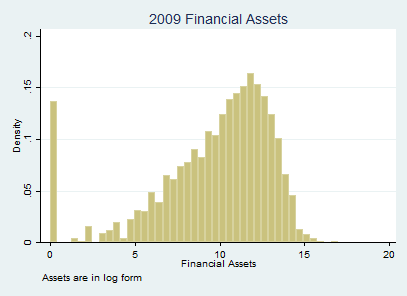 2009 Financial Assets
.2
.15
.1
.05
0
Density
0 5 10 15 20
Financial Assets
Assets are in log form